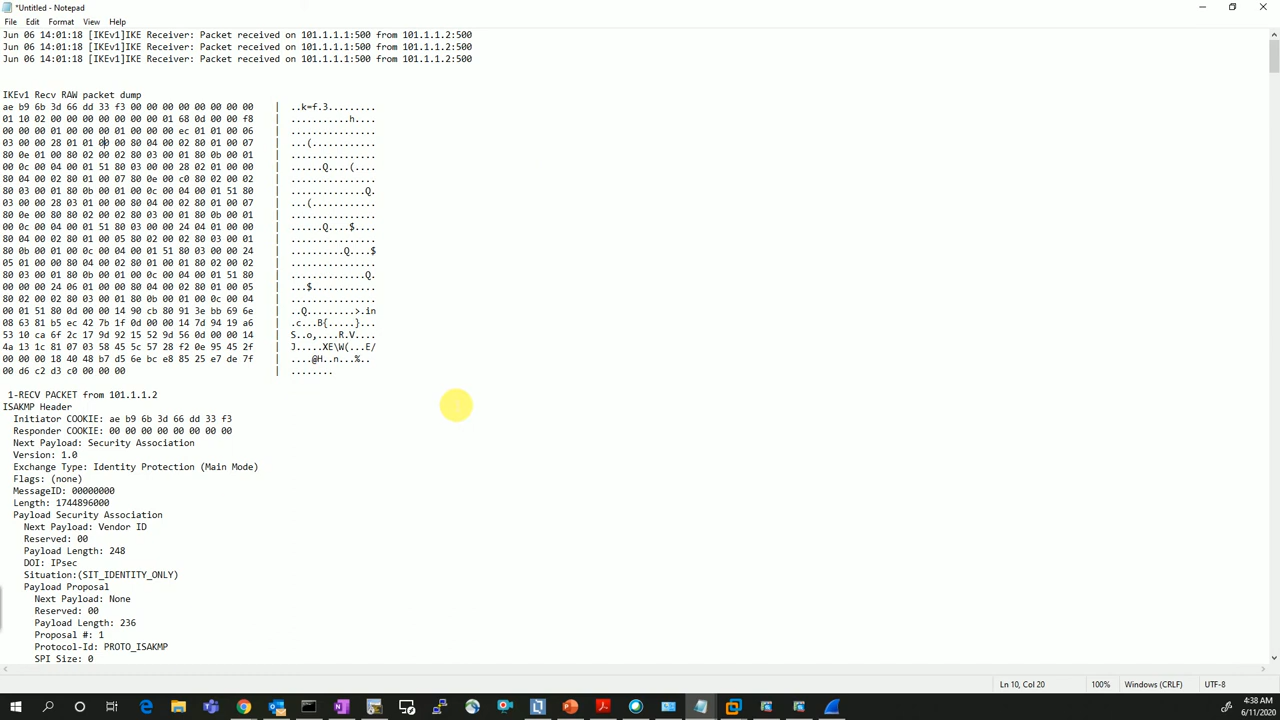 *Untitled - Notepad
File Edit Format View Help
Jun 06 14:01:18 [IKEv1]IKE Receiver: Packet received on 101.1.1.1:500 from 101.1.1.2:500
Jun 06 14:01:18 [IKEv1]IKE Receiver: Packet received on 101.1.1.1:500 from 101.1.1.2:500
Jun 06 14:01:18 [IKEv1]IKE Receiver: Packet received on 101.1.1.1:500 from 101.1.1.2:500
IKEv1 Recv RAW packet dump
ae b9 6b 3d 66 dd 33 f3 00 00 00 00 00 00 00 00 | ..k=f.3.........
01 10 02 00 00 00 00 00 00 00 01 68 0d 00 00 f8 | ...........h....
00 00 00 01 00 00 00 01 00 00 00 ec 01 01 00 06 | ................
03 00 00 28 01 01 00 00 80 04 00 02 80 01 00 07 | ...(............
80 0e 01 00 80 02 00 02 80 03 00 01 80 0b 00 01 | ................
00 0c 00 04 00 01 51 80 03 00 00 28 02 01 00 00 | ......Q....(....
80 04 00 02 80 01 00 07 80 0e 00 c0 80 02 00 02 | ................
80 03 00 01 80 0b 00 01 00 0c 00 04 00 01 51 80 | ..............Q.
03 00 00 28 03 01 00 00 80 04 00 02 80 01 00 07 | ...(............
80 0e 00 80 80 02 00 02 80 03 00 01 80 0b 00 01 | ................
00 0c 00 04 00 01 51 80 03 00 00 24 04 01 00 00 | ......Q....$....
80 04 00 02 80 01 00 05 80 02 00 02 80 03 00 01 | ................
80 0b 00 01 00 0c 00 04 00 01 51 80 03 00 00 24 | ..........Q....$
05 01 00 00 80 04 00 02 80 01 00 01 80 02 00 02 | ................
80 03 00 01 80 0b 00 01 00 0c 00 04 00 01 51 80 | ..............Q.
00 00 00 24 06 01 00 00 80 04 00 02 80 01 00 05 | ...$............
80 02 00 02 80 03 00 01 80 0b 00 01 00 0c 00 04 | ................
00 01 51 80 0d 00 00 14 90 cb 80 91 3e bb 69 6e | ..Q.........>.in
08 63 81 b5 ec 42 7b 1f 0d 00 00 14 7d 94 19 a6 | .c...B{.....}...
53 10 ca 6f 2c 17 9d 92 15 52 9d 56 0d 00 00 14 | S..o,....R.V....
4a 13 1c 81 07 03 58 45 5c 57 28 f2 0e 95 45 2f | J.....XE\W(...E/
00 00 00 18 40 48 b7 d5 6e bc e8 85 25 e7 de 7f | ....@H..n...%..
00 d6 c2 d3 c0 00 00 00 | ........
1-RECV PACKET from 101.1.1.2
ISAKMP Header
Initiator COOKIE: ae b9 6b 3d 66 dd 33 f3
Responder COOKIE: 00 00 00 00 00 00 00 00
Next Payload: Security Association
Version: 1.0
Exchange Type: Identity Protection (Main Mode)
Flags: (none)
MessageID: 00000000
Length: 1744896000
Payload Security Association
Next Payload: Vendor ID
Reserved: 00
Payload Length: 248
DOI: IPsec
Situation:(SIT_IDENTITY_ONLY)
Payload Proposal
Next Payload: None
Reserved: 00
Payload Length: 236
Proposal #: 1
Protocol-Id: PROTO_ISAKMP
SPI Size: 0
Ln 10, Col 20 100% Windows (CRLF) UTF-8
4:38 AM
6/11/2020